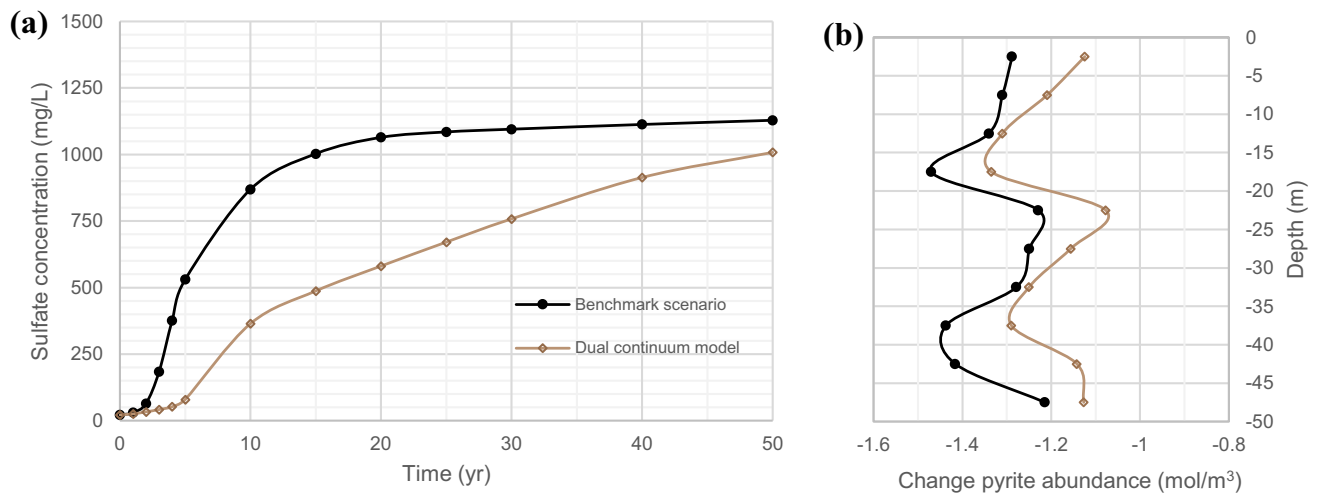 (a)
1500
1250
1000
750
500
250
0
Sulfate concentration (mg/L)
0 10 20 30 40 50
Time (yr)
Benchmark scenario
Dual continuum model
(b)
0
-5
-10
-15
-20
-25
-30
-35
-40
-45
-50
Depth (m)
-1.6 -1.4 -1.2 -1 -0.8
Change pyrite abundance (mol/m³)